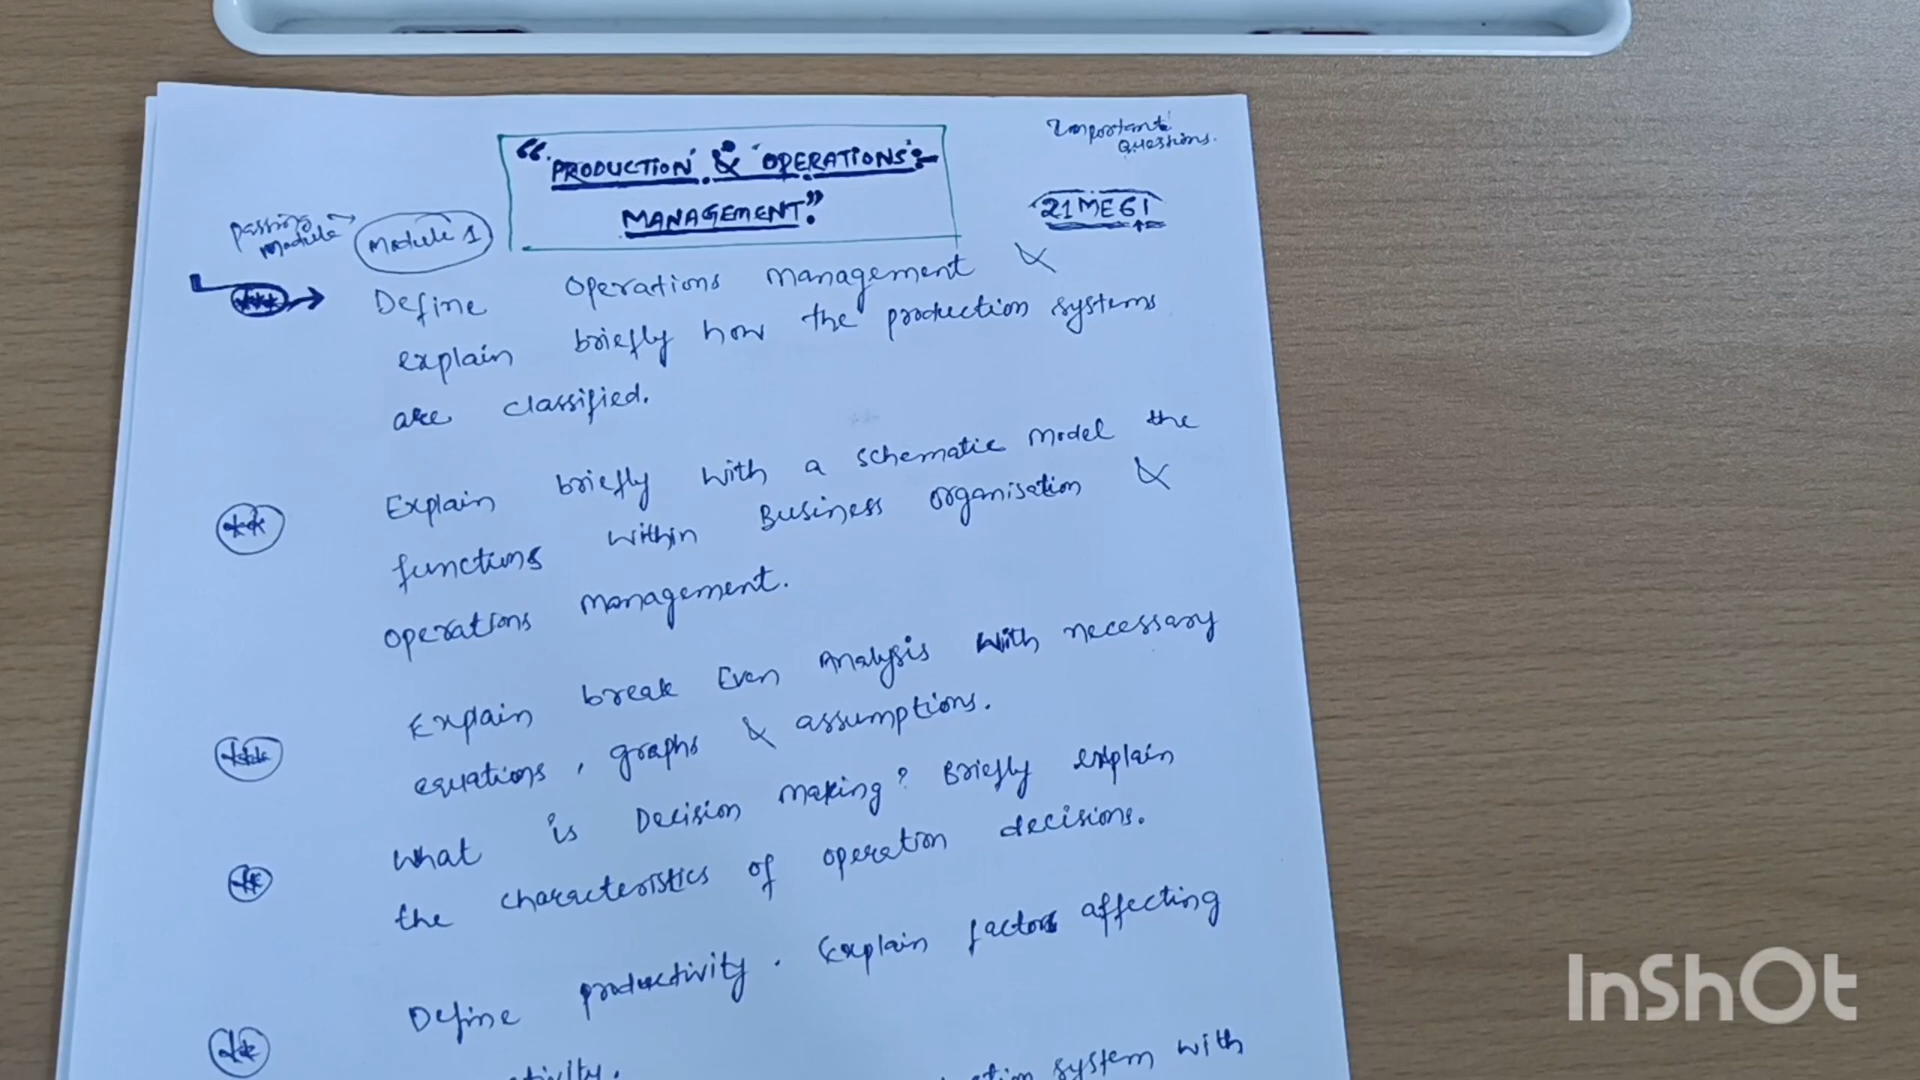 Important
Questions.
"PRODUCTION & OPERATIONS:-
MANAGEMENT."
21ME61
passing
module
Module 1
*** Define Operations Management &
explain briefly how the production systems
are classified.
** Explain briefly with a schematic model the
functions within Business organisation &
operations management.
*** Explain break Even Analysis with necessary
equations, graphs & assumptions.
** What is Decision Making? Briefly explain
the characteristics of operation decisions.
** Define productivity. Explain factors affecting
system with
InShOt